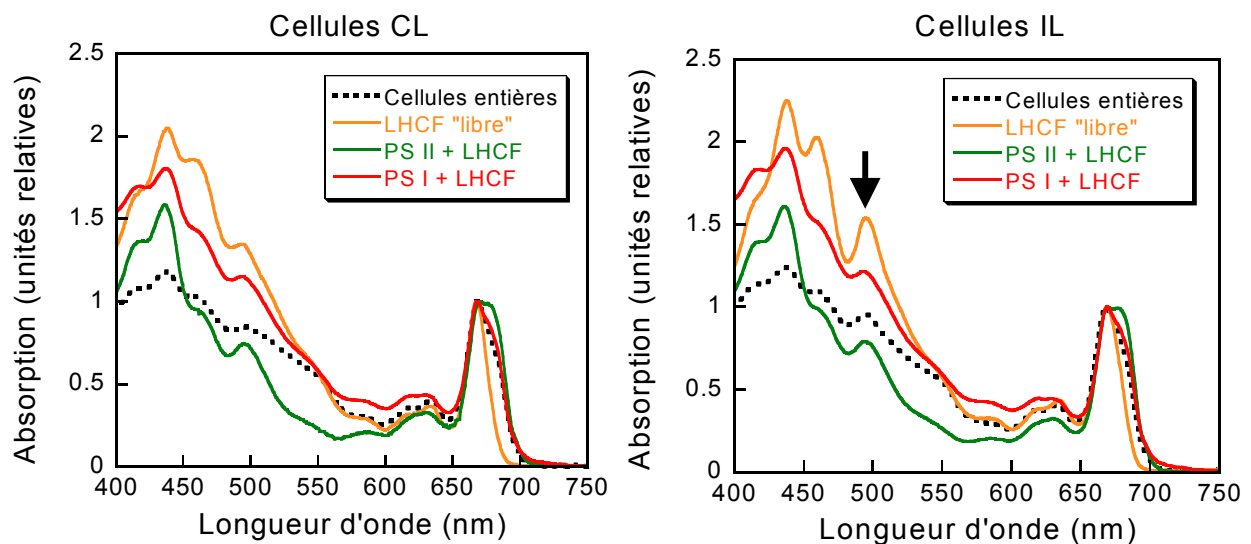 Cellules CL
Absorption (unités relatives)
2.5
2
1.5
1
0.5
0
Cellules entières
LHCF "libre"
PS II + LHCF
PS I + LHCF
400 450 500 550 600 650 700 750
Longueur d'onde (nm)
Cellules IL
Absorption (unités relatives)
2.5
2
1.5
1
0.5
0
Cellules entières
LHCF "libre"
PS II + LHCF
PS I + LHCF
400 450 500 550 600 650 700 750
Longueur d'onde (nm)